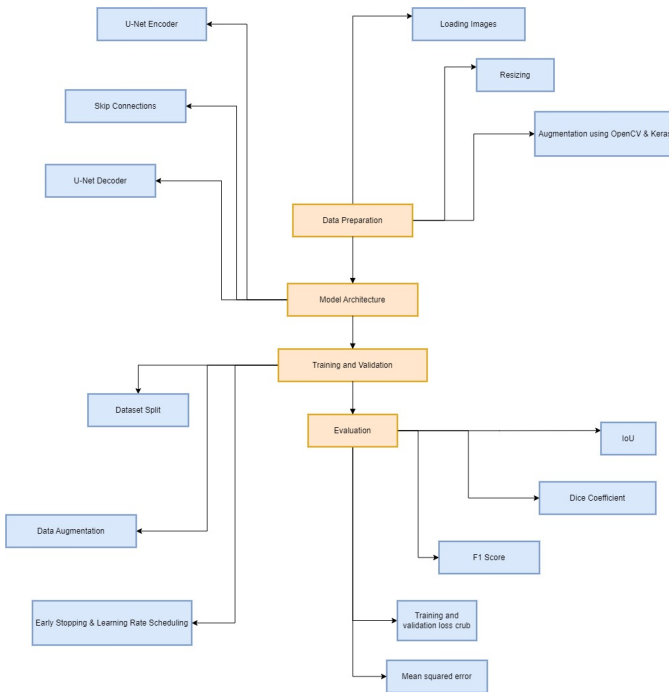 U-Net Encoder
Loading Images
Resizing
Skip Connections
Augmentation using OpenCV & Keras
U-Net Decoder
Data Preparation
Model Architecture
Training and Validation
Dataset Split
Evaluation
IoU
Dice Coefficient
Data Augmentation
F1 Score
Early Stopping & Learning Rate Scheduling
Training and
validation loss crub
Mean squared error